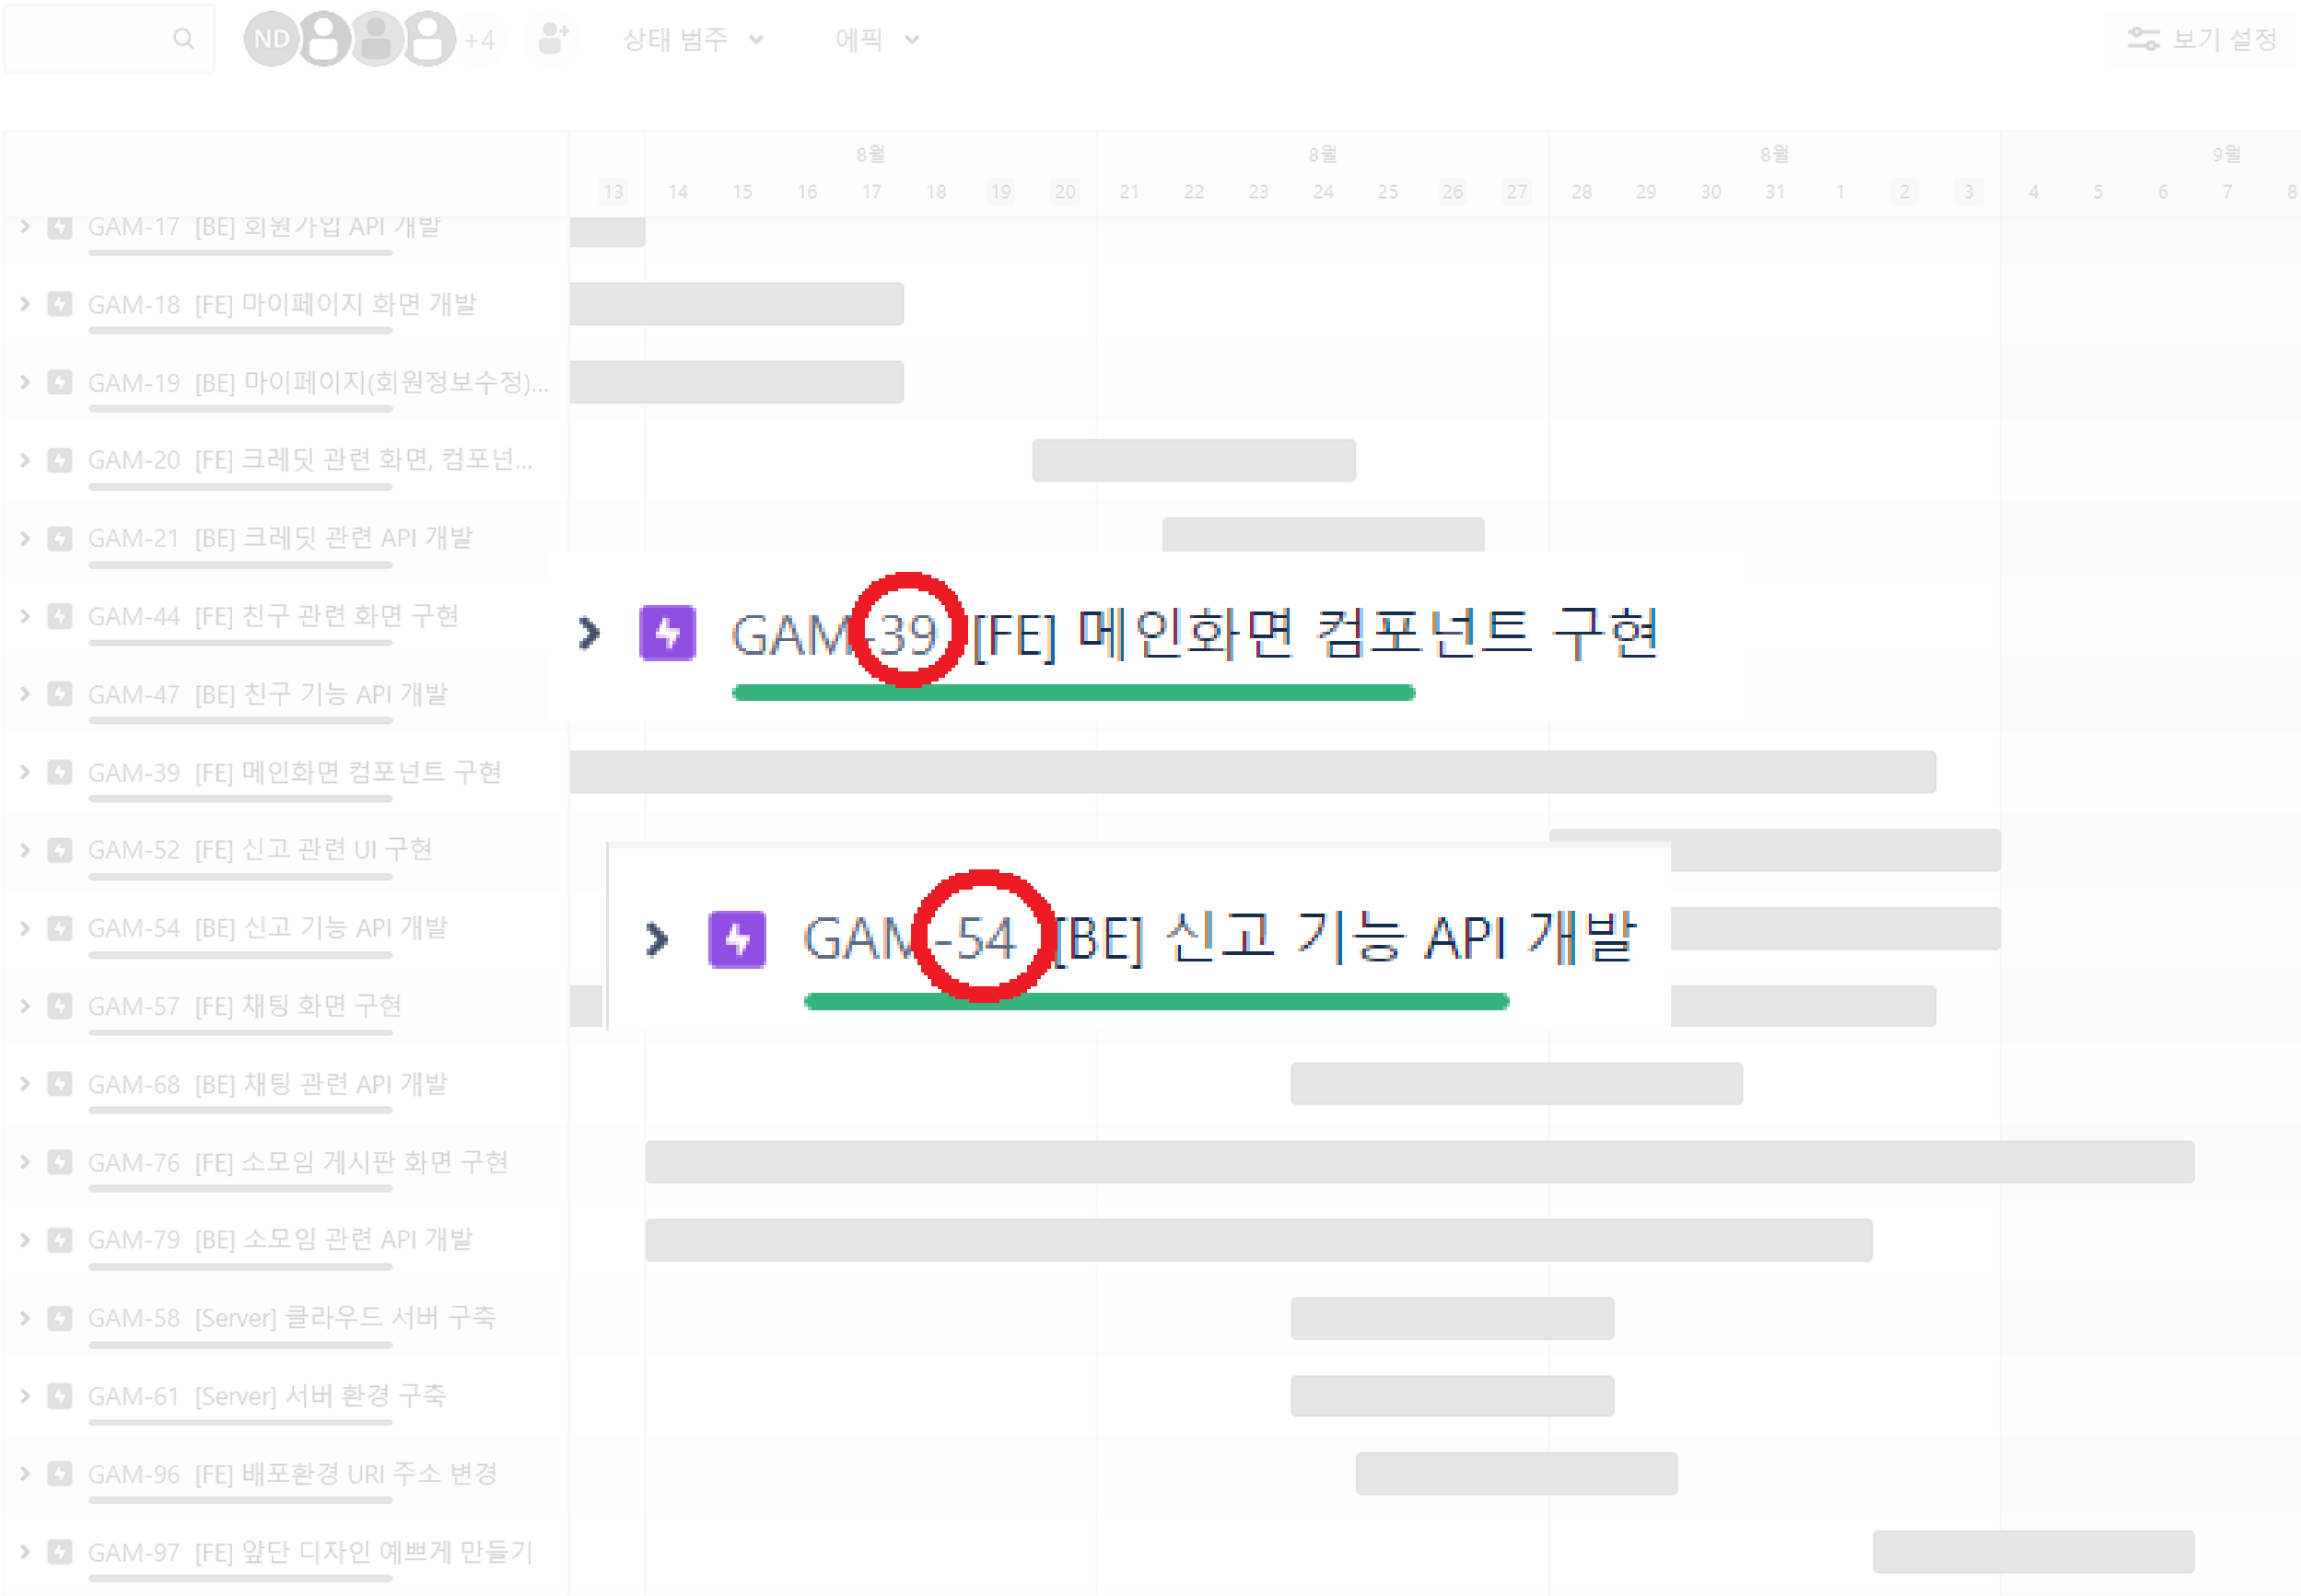 ND +4 상태 범주 에픽 보기 설정
8월 8월 8월 9월
13 14 15 16 17 18 19 20 21 22 23 24 25 26 27 28 29 30 31 1 2 3 4 5 6 7 8
GAM-17 [BE] 회원가입 API 개발
GAM-18 [FE] 마이페이지 화면 개발
GAM-19 [BE] 마이페이지(회원정보수정)...
GAM-20 [FE] 크레딧 관련 화면, 컴포넌...
GAM-21 [BE] 크레딧 관련 API 개발
GAM-44 [FE] 친구 관련 화면 구현
GAM-39 [FE] 메인화면 컴포넌트 구현
GAM-47 [BE] 친구 기능 API 개발
GAM-39 [FE] 메인화면 컴포넌트 구현
GAM-52 [FE] 신고 관련 UI 구현
GAM-54 [BE] 신고 기능 API 개발
GAM-54 [BE] 신고 기능 API 개발
GAM-57 [FE] 채팅 화면 구현
GAM-68 [BE] 채팅 관련 API 개발
GAM-76 [FE] 소모임 게시판 화면 구현
GAM-79 [BE] 소모임 관련 API 개발
GAM-58 [Server] 클라우드 서버 구축
GAM-61 [Server] 서버 환경 구축
GAM-96 [FE] 배포환경 URI 주소 변경
GAM-97 [FE] 앞단 디자인 예쁘게 만들기